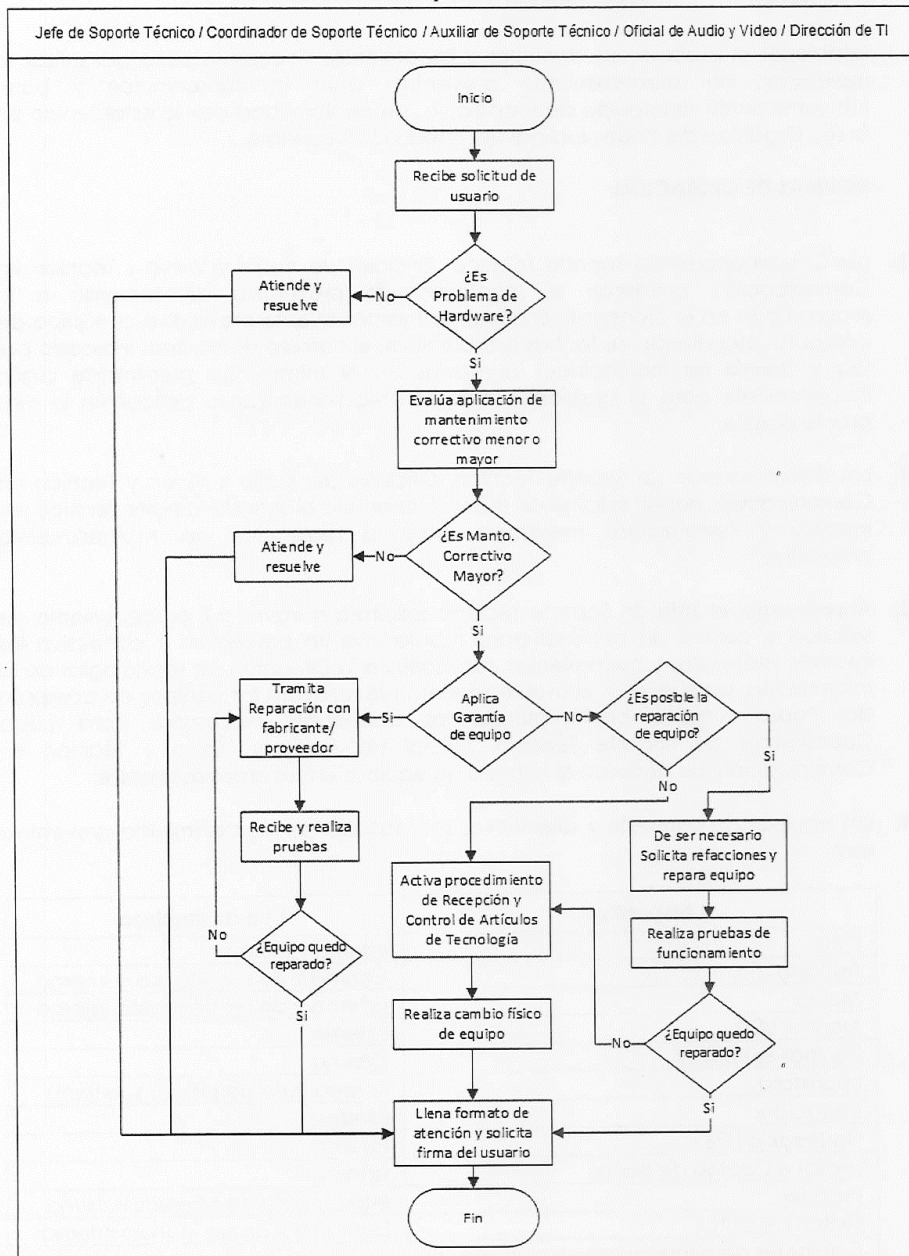 Jefe de Soporte Técnico / Coordinador de Soporte Técnico / Auxiliar de Soporte Técnico / Oficial de Audio y Video / Dirección de TI
Inicio
Recibe solicitud de
usuario
¿Es
Problema de
Hardware?
No
Atiende y
resuelve
Si
Evalúa aplicación de
mantenimiento
correctivo menor o
mayor
¿Es Manto.
Correctivo
Mayor?
No
Atiende y
resuelve
Si
Aplica
Garantía
de equipo
Si
Tramita
Reparación con
fabricante/
proveedor
Recibe y realiza
pruebas
¿Equipo quedo
reparado?
No
Si
No
¿Es posible la
reparación
de equipo?
Si
No
De ser necesario
Solicita refacciones y
repara equipo
Realiza pruebas de
funcionamiento
¿Equipo quedo
reparado?
No
Si
Activa procedimiento
de Recepción y
Control de Artículos
de Tecnología
Realiza cambio físico
de equipo
Llena formato de
atención y solicita
firma del usuario
Fin